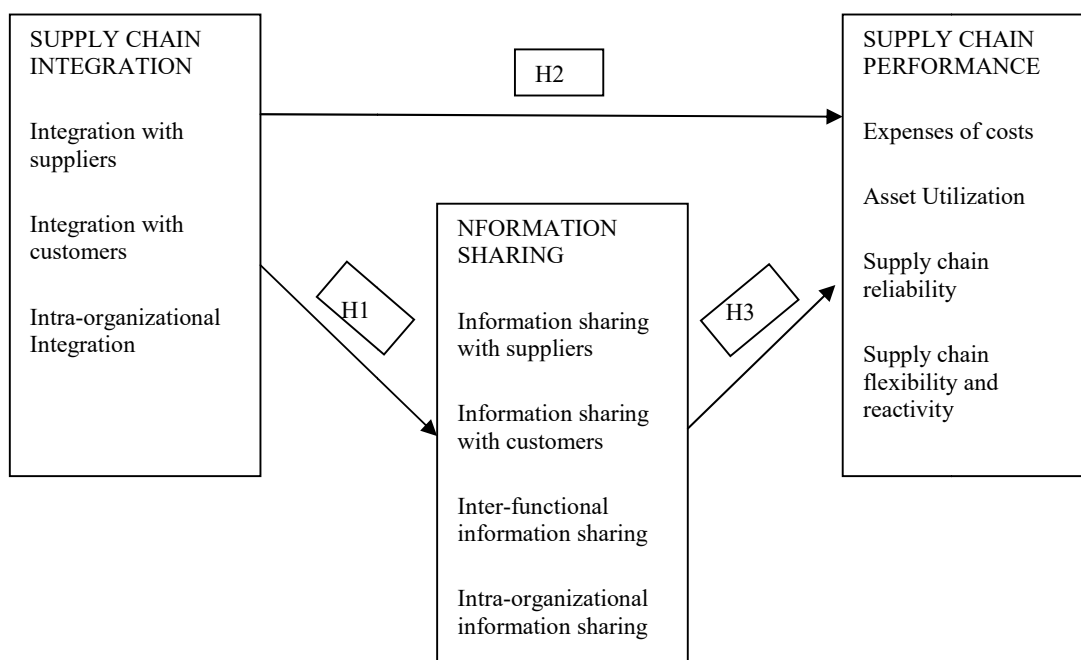 SUPPLY CHAIN
INTEGRATION
Integration with
suppliers
Integration with
customers
Intra-organizational
Integration
H2
H1
NFORMATION
SHARING
Information sharing
with suppliers
Information sharing
with customers
Inter-functional
information sharing
Intra-organizational
information sharing
H3
SUPPLY CHAIN
PERFORMANCE
Expenses of costs
Asset Utilization
Supply chain
reliability
Supply chain
flexibility and
reactivity